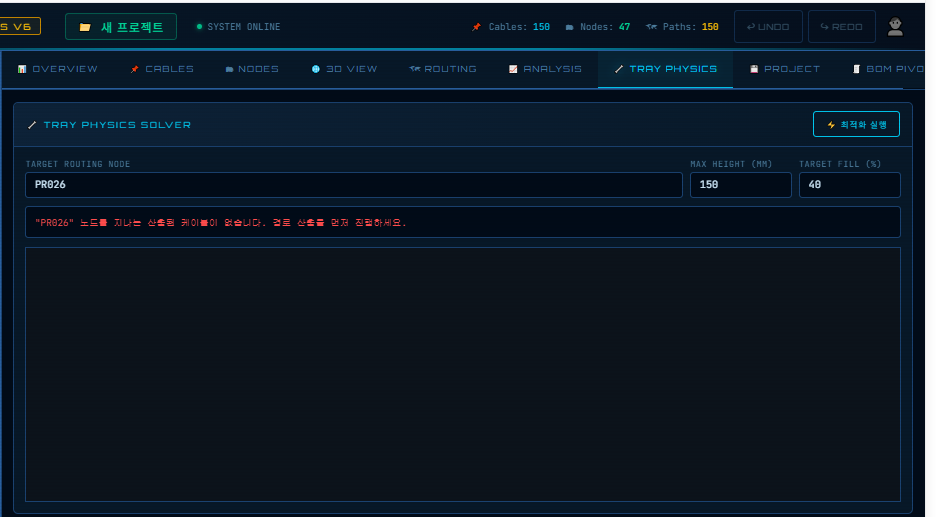 S V6 새 프로젝트 SYSTEM ONLINE Cables: 150 Nodes: 47 Paths: 150 UNDO REDO
OVERVIEW CABLES NODES 3D VIEW ROUTING ANALYSIS TRAY PHYSICS PROJECT BOM PIVO
TRAY PHYSICS SOLVER 최적화 실행
TARGET ROUTING NODE MAX HEIGHT (MM) TARGET FILL (%)
PR026 150 40
"PR026" 노드를 지나는 산출된 케이블이 없습니다. 경로 산출을 먼저 진행하세요.